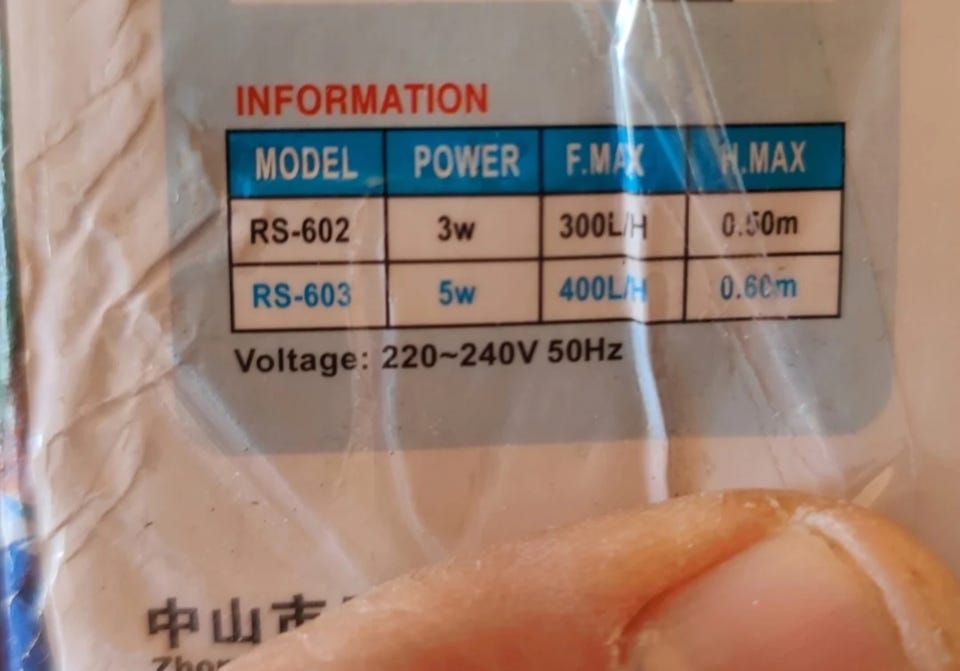 INFORMATION
MODEL POWER F.MAX H.MAX
RS-602 3w 300L/H 0.50m
RS-603 5w 400L/H 0.60m
Voltage: 220~240V 50Hz
中山市